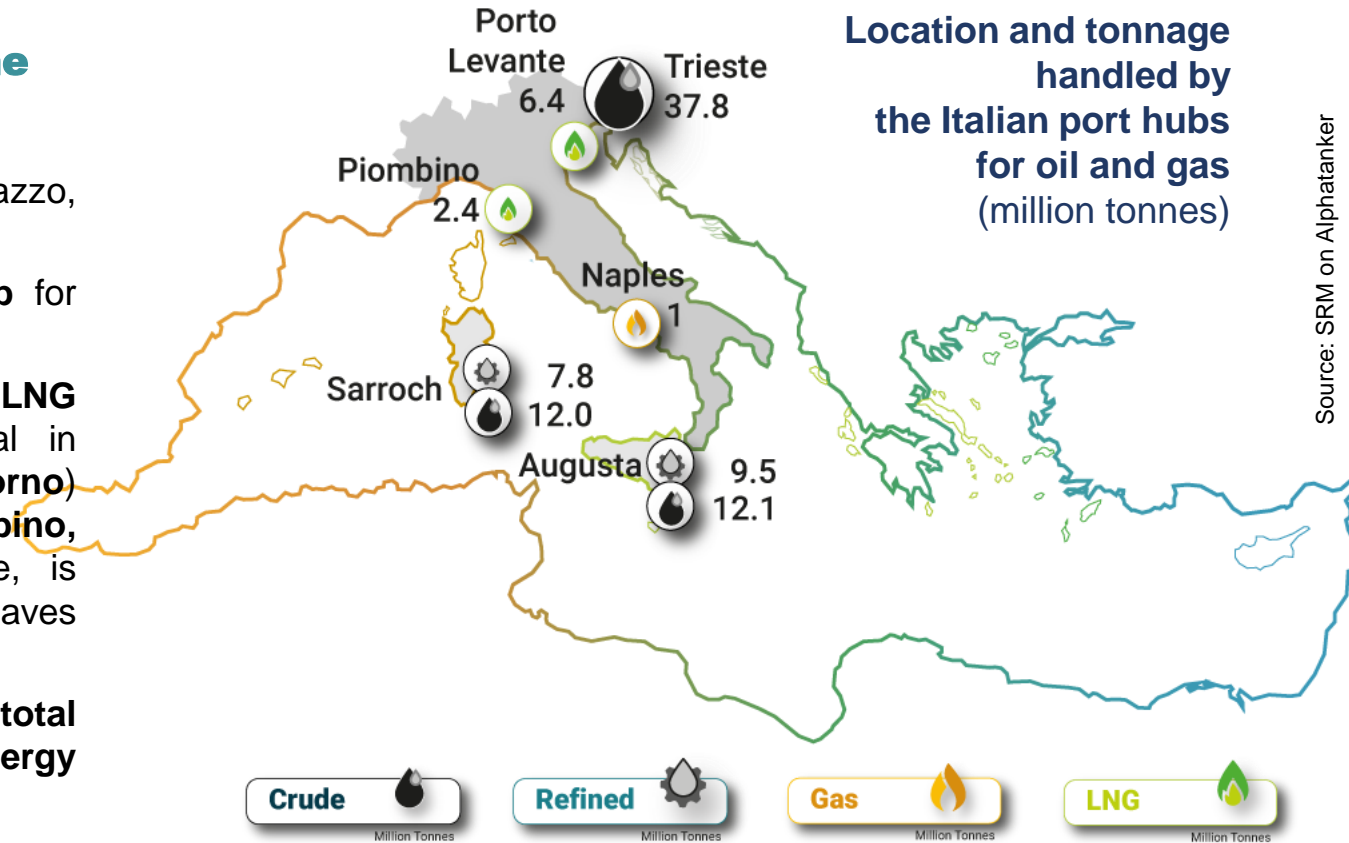 azzo,
for
LNG
al in
orno)
bino,
e, is
aves
total
ergy
Location and tonnage
handled by
the Italian port hubs
for oil and gas
(million tonnes)
Source: SRM on Alphatanker
Porto
Levante
6.4
Trieste
37.8
Piombino
2.4
Naples
1
Sarroch
7.8
12.0
Augusta
9.5
12.1
Crude
Million Tonnes
Refined
Million Tonnes
Gas
Million Tonnes
LNG
Million Tonnes